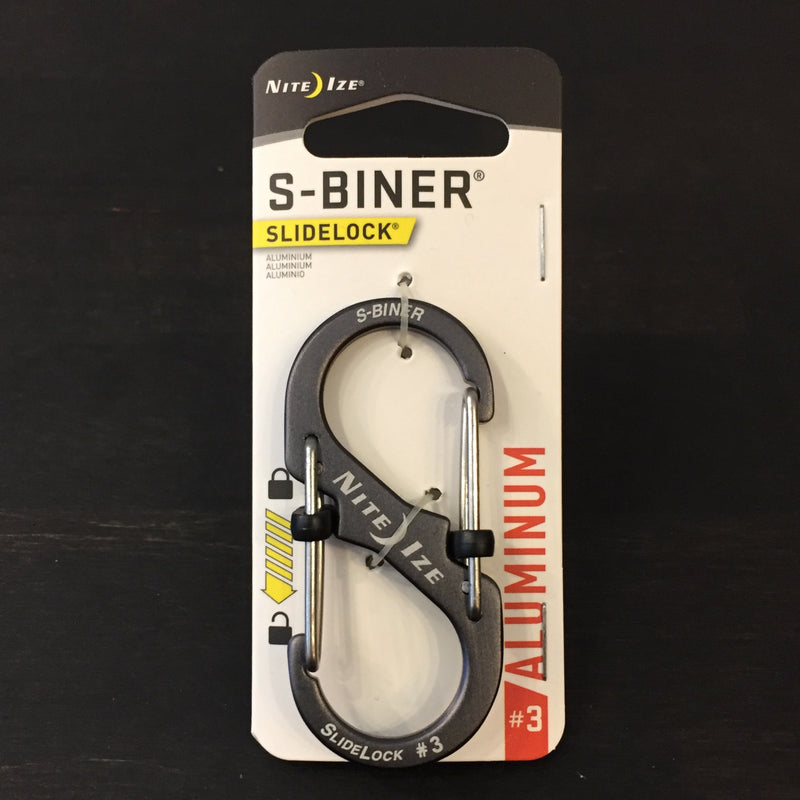 NITE IZE®
S-BINER®
SLIDELOCK®
ALUMINIUM
ALUMINIUM
ALUMINIO
S-BINER
NITE IZE
SLIDELOCK #3
ALUMINUM
#3